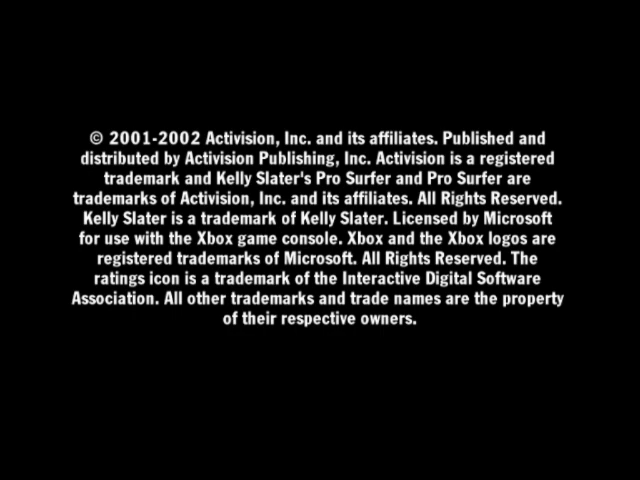 © 2001-2002 Activision, Inc. and its affiliates. Published and
distributed by Activision Publishing, Inc. Activision is a registered
trademark and Kelly Slater's Pro Surfer and Pro Surfer are
trademarks of Activision, Inc. and its affiliates. All Rights Reserved.
Kelly Slater is a trademark of Kelly Slater. Licensed by Microsoft
for use with the Xbox game console. Xbox and the Xbox logos are
registered trademarks of Microsoft. All Rights Reserved. The
ratings icon is a trademark of the Interactive Digital Software
Association. All other trademarks and trade names are the property
of their respective owners.